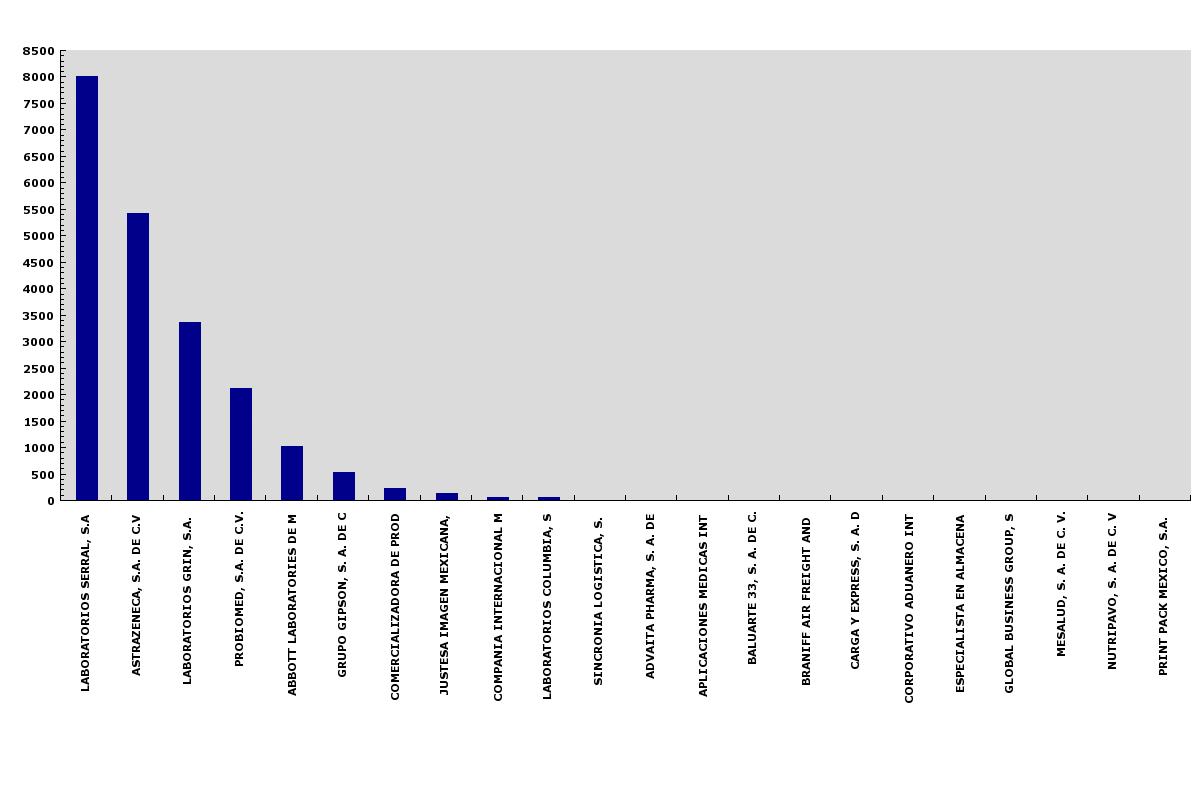 8500
8000
7500
7000
6500
6000
5500
5000
4500
4000
3500
3000
2500
2000
1500
1000
500
0
LABORATORIOS SERRAL, S.A
ASTRAZENECA, S.A. DE C.V
LABORATORIOS GRIN, S.A.
PROBIOMED, S.A. DE C.V.
ABBOTT LABORATORIES DE M
GRUPO GIPSON, S. A. DE C
COMERCIALIZADORA DE PROD
JUSTESA IMAGEN MEXICANA,
COMPANIA INTERNACIONAL M
LABORATORIOS COLUMBIA, S
SINCRONIA LOGISTICA, S.
ADVAITA PHARMA, S. A. DE
APLICACIONES MEDICAS INT
BALUARTE 33, S. A. DE C.
BRANIFF AIR FREIGHT AND
CARGA Y EXPRESS, S. A. D
CORPORATIVO ADUANERO INT
ESPECIALISTA EN ALMACENA
GLOBAL BUSINESS GROUP, S
MESALUD, S. A. DE C. V.
NUTRIPAVO, S. A. DE C. V
PRINT PACK MEXICO, S.A.